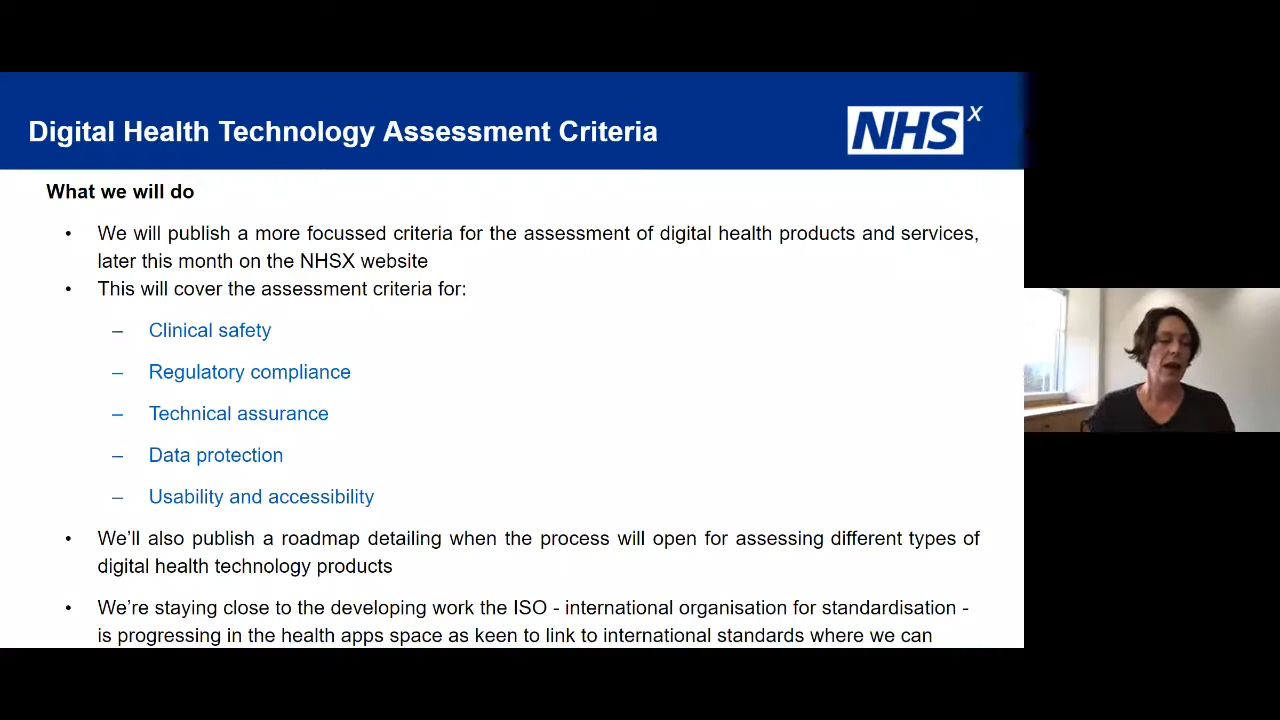 Digital Health Technology Assessment Criteria
NHS X
What we will do
• We will publish a more focussed criteria for the assessment of digital health products and services,
later this month on the NHSX website
• This will cover the assessment criteria for:
– Clinical safety
– Regulatory compliance
– Technical assurance
– Data protection
– Usability and accessibility
• We’ll also publish a roadmap detailing when the process will open for assessing different types of
digital health technology products
• We’re staying close to the developing work the ISO - international organisation for standardisation -
is progressing in the health apps space as keen to link to international standards where we can